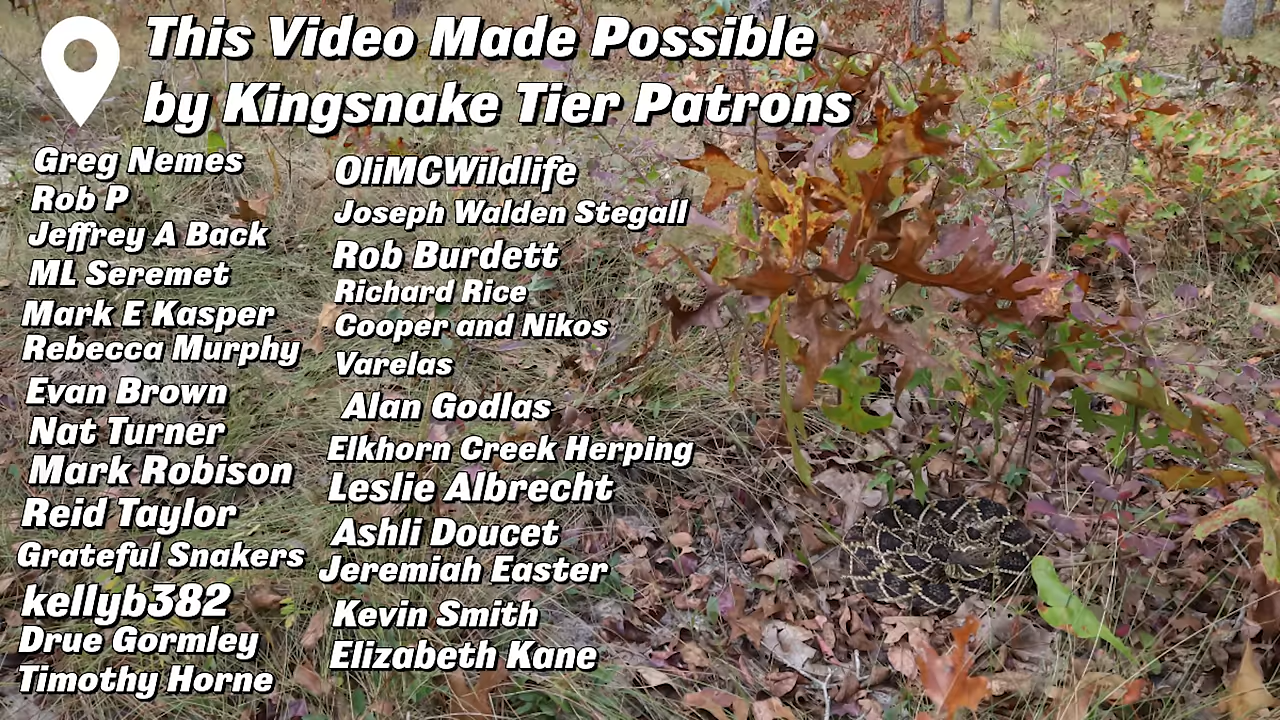 This Video Made Possible
by Kingsnake Tier Patrons
Greg Nemes
Rob P
Jeffrey A Back
ML Seremet
Mark E Kasper
Rebecca Murphy
Evan Brown
Nat Turner
Mark Robison
Reid Taylor
Grateful Snakers
kellyb382
Drue Gormley
Timothy Horne
OliMCWildlife
Joseph Walden Stegall
Rob Burdett
Richard Rice
Cooper and Nikos
Varelas
Alan Godlas
Elkhorn Creek Herping
Leslie Albrecht
Ashli Doucet
Jeremiah Easter
Kevin Smith
Elizabeth Kane